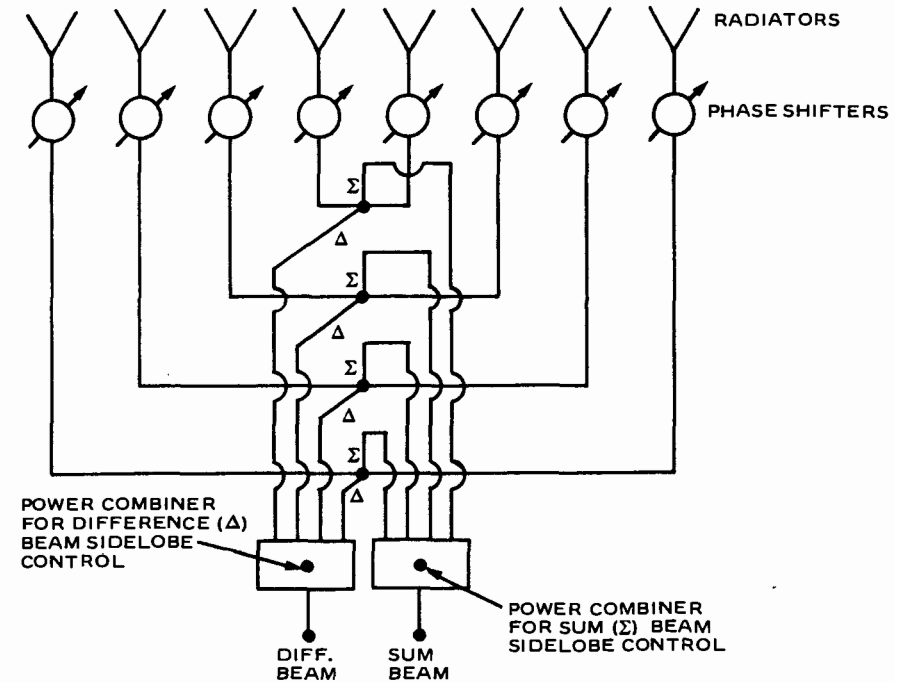 RADIATORS
PHASE SHIFTERS
Σ
Δ
Σ
Δ
Σ
Δ
Σ
Δ
POWER COMBINER
FOR DIFFERENCE (Δ)
BEAM SIDELOBE
CONTROL
POWER COMBINER
FOR SUM (Σ) BEAM
SIDELOBE CONTROL
DIFF.
BEAM
SUM
BEAM